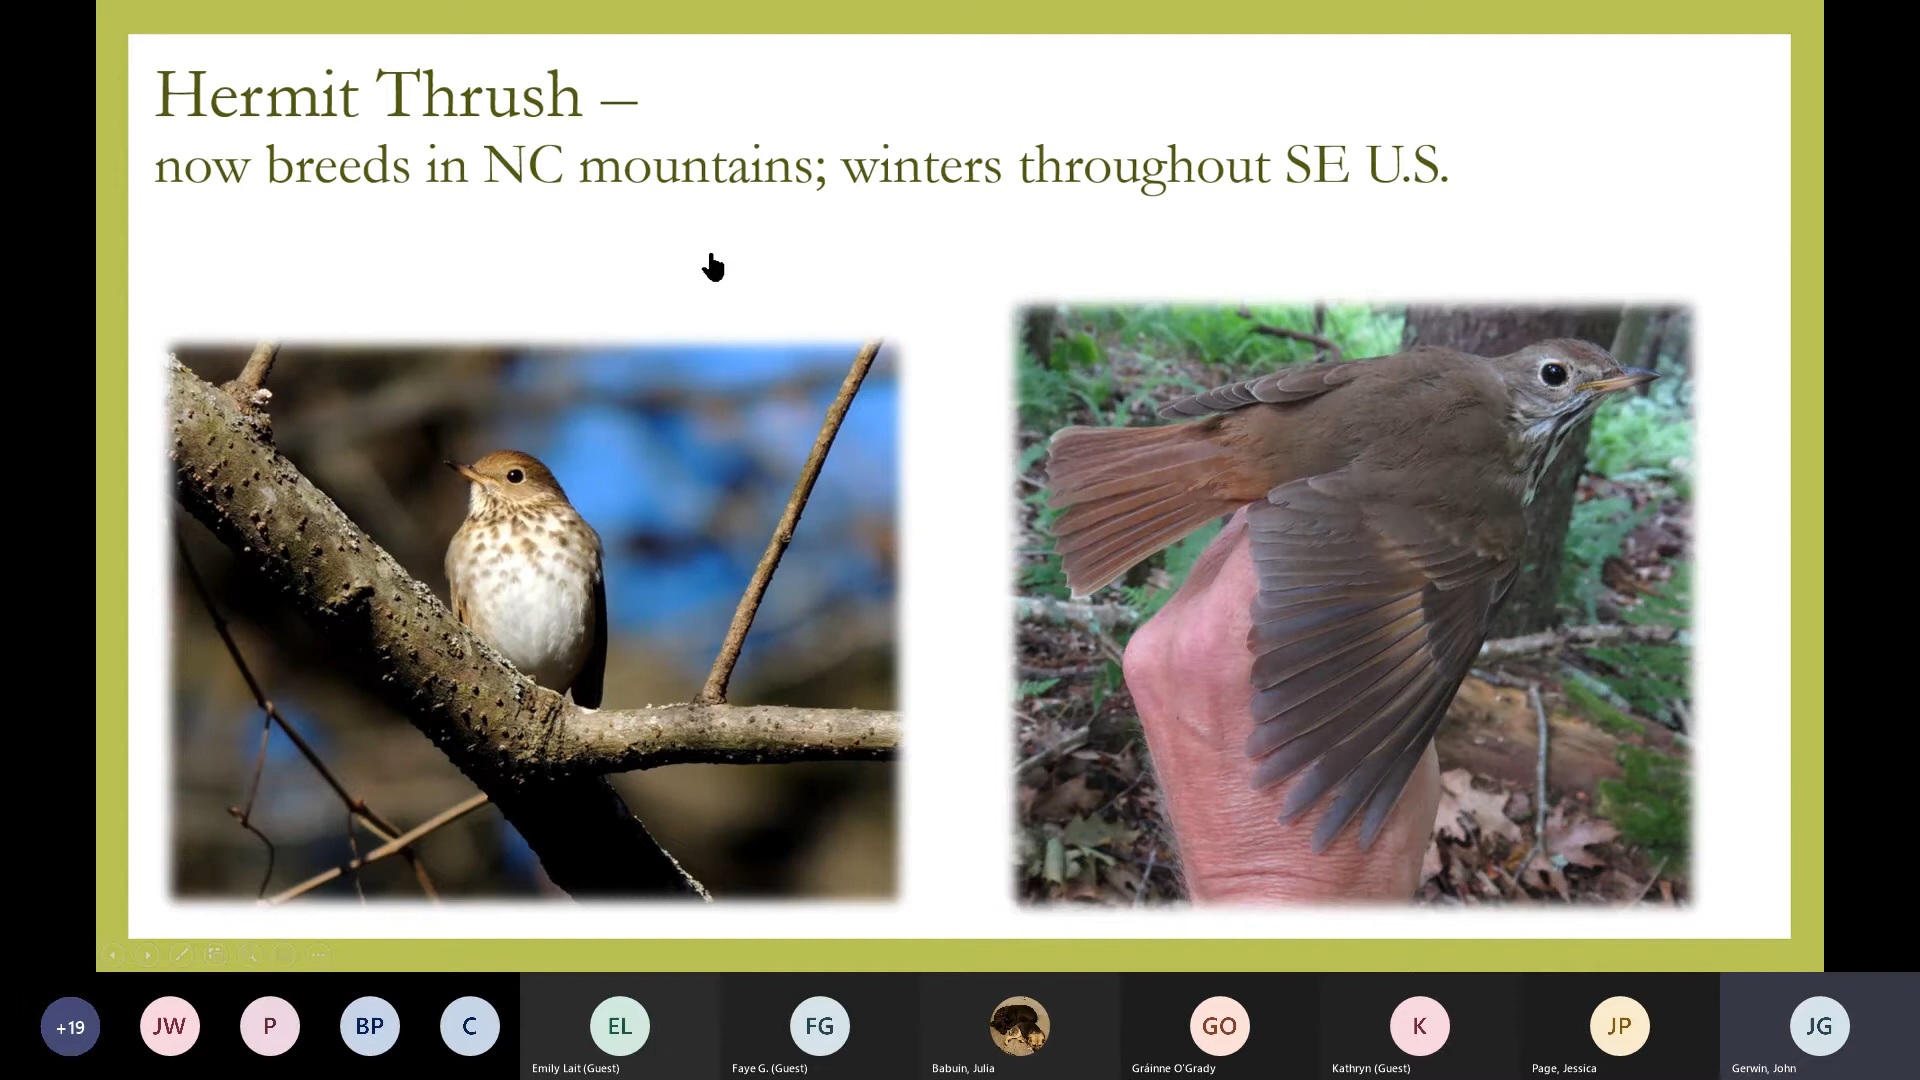 Hermit Thrush –
now breeds in NC mountains; winters throughout SE U.S.
+19
JW
P
BP
C
EL
FG
GO
K
JP
JG
Emily Lait (Guest)
Faye G. (Guest)
Babuin, Julia
Gráinne O'Grady
Kathryn (Guest)
Page, Jessica
Gerwin, John